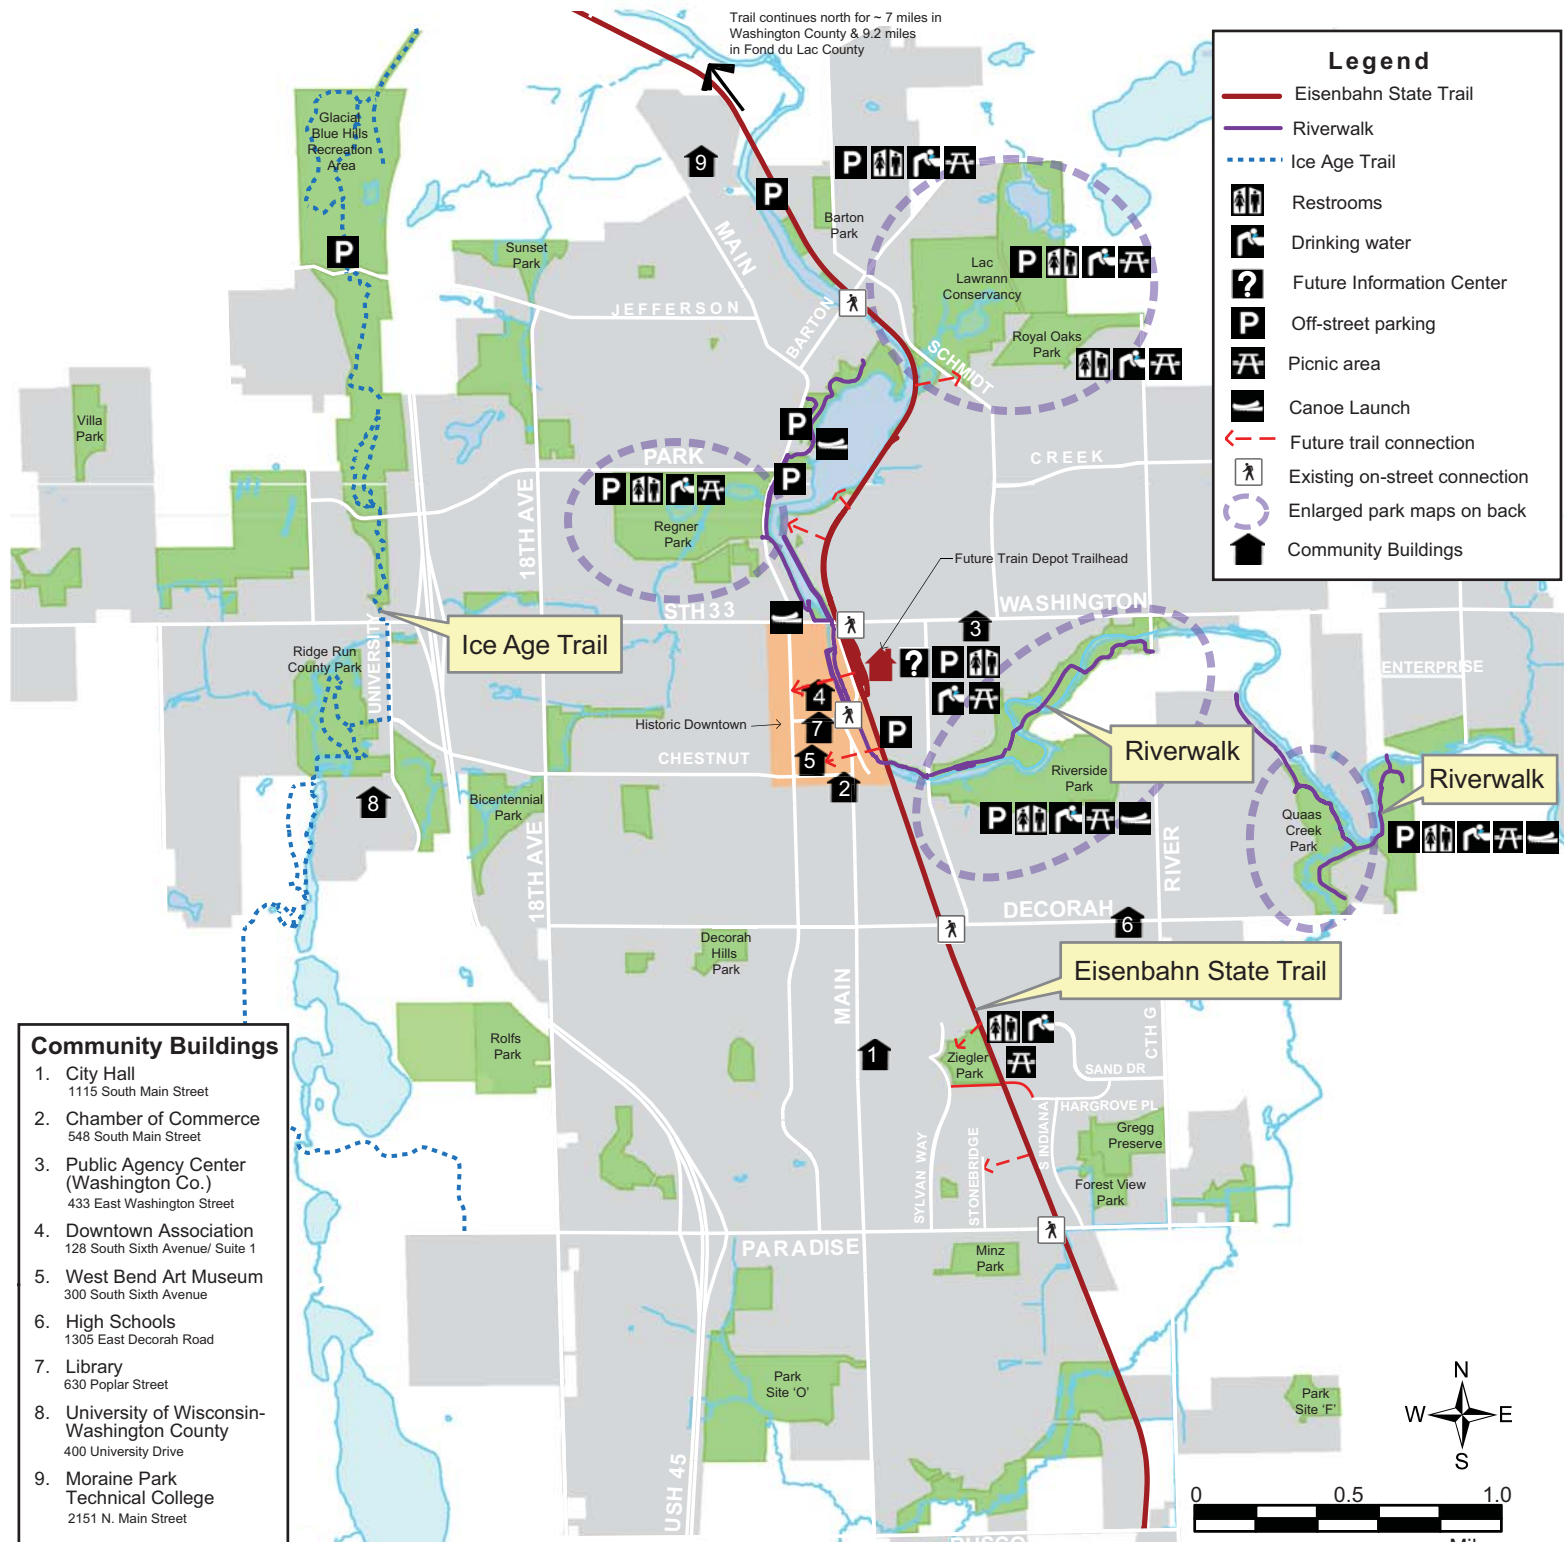 Trail continues north for ~ 7 miles in
Washington County & 9.2 miles
in Fond du Lac County
Legend
Eisenbahn State Trail
Riverwalk
Ice Age Trail
Restrooms
Drinking water
? Future Information Center
P Off-street parking
Picnic area
Canoe Launch
Future trail connection
Existing on-street connection
Enlarged park maps on back
Community Buildings
Glacial
Blue Hills
Recreation
Area
9
P
P
P
Barton
Park
MAIN
Sunset
Park
P
Lac
Lawrann
Conservancy
P
JEFFERSON
BARTON
Royal Oaks
Park
SCHMIDT
Villa
Park
P
PARK
CREEK
P
P
18TH AVE
Regner
Park
Future Train Depot Trailhead
STH 33
WASHINGTON
3
UNIVERSITY
Ice Age Trail
Ridge Run
County Park
? P
ENTERPRISE
4
Historic Downtown
7
P
CHESTNUT
5
Riverwalk
Riverside
Park
Riverwalk
2
8
Bicentennial
Park
P
Quaas
Creek
Park
P
18TH AVE
RIVER
DECORAH
6
Decorah
Hills
Park
Eisenbahn State Trail
MAIN
Rolfs
Park
1
Ziegler
Park
CTH G
SAND DR
HARGROVE PL
S INDIANA
Gregg
Preserve
SYLVAN WAY
STONEBRIDGE
Forest View
Park
PARADISE
Minz
Park
Park
Site ‘O’
Park
Site ‘F’
USH 45
N
W E
S
0 0.5 1.0
Community Buildings
1. City Hall
1115 South Main Street
2. Chamber of Commerce
548 South Main Street
3. Public Agency Center
(Washington Co.)
433 East Washington Street
4. Downtown Association
128 South Sixth Avenue/ Suite 1
5. West Bend Art Museum
300 South Sixth Avenue
6. High Schools
1305 East Decorah Road
7. Library
630 Poplar Street
8. University of Wisconsin-
Washington County
400 University Drive
9. Moraine Park
Technical College
2151 N. Main Street